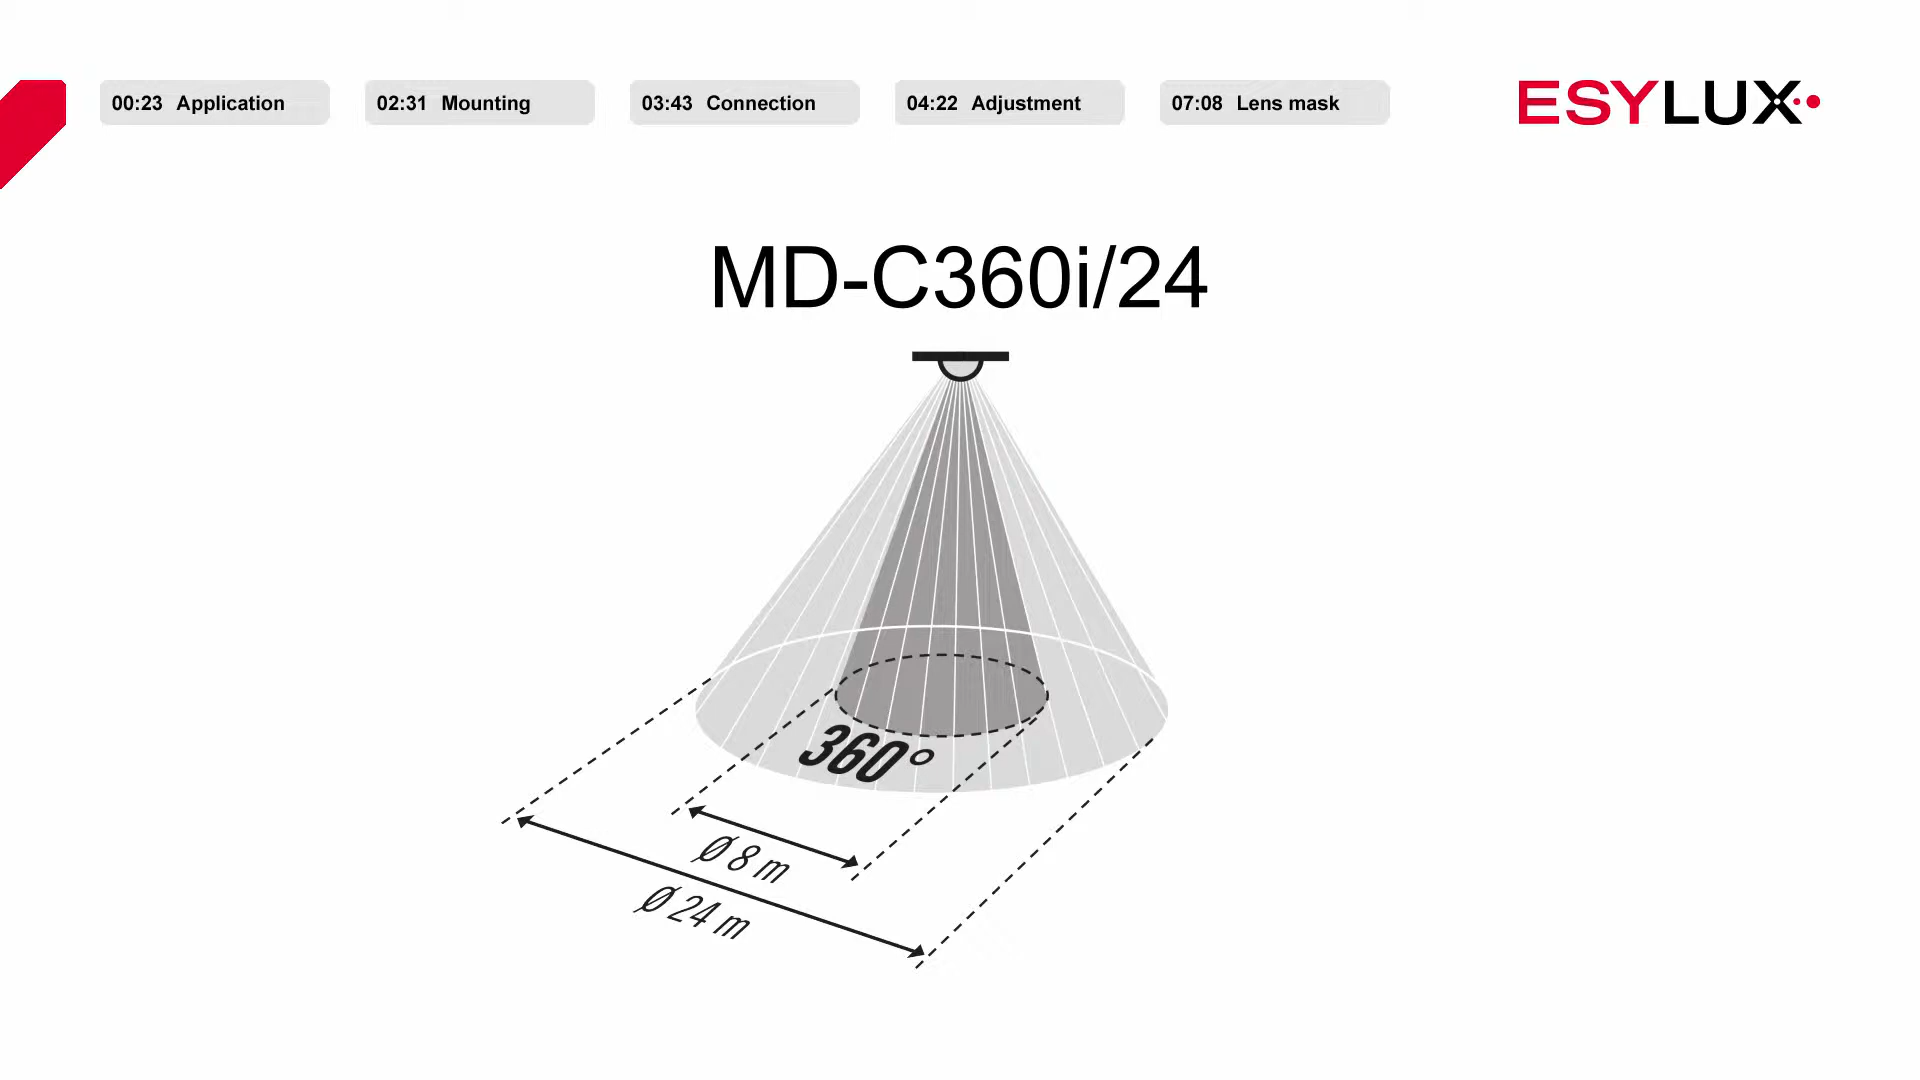 00:23 Application
02:31 Mounting
03:43 Connection
04:22 Adjustment
07:08 Lens mask
ESYLUX
MD-C360i/24
360°
Ø 8 m
Ø 24 m